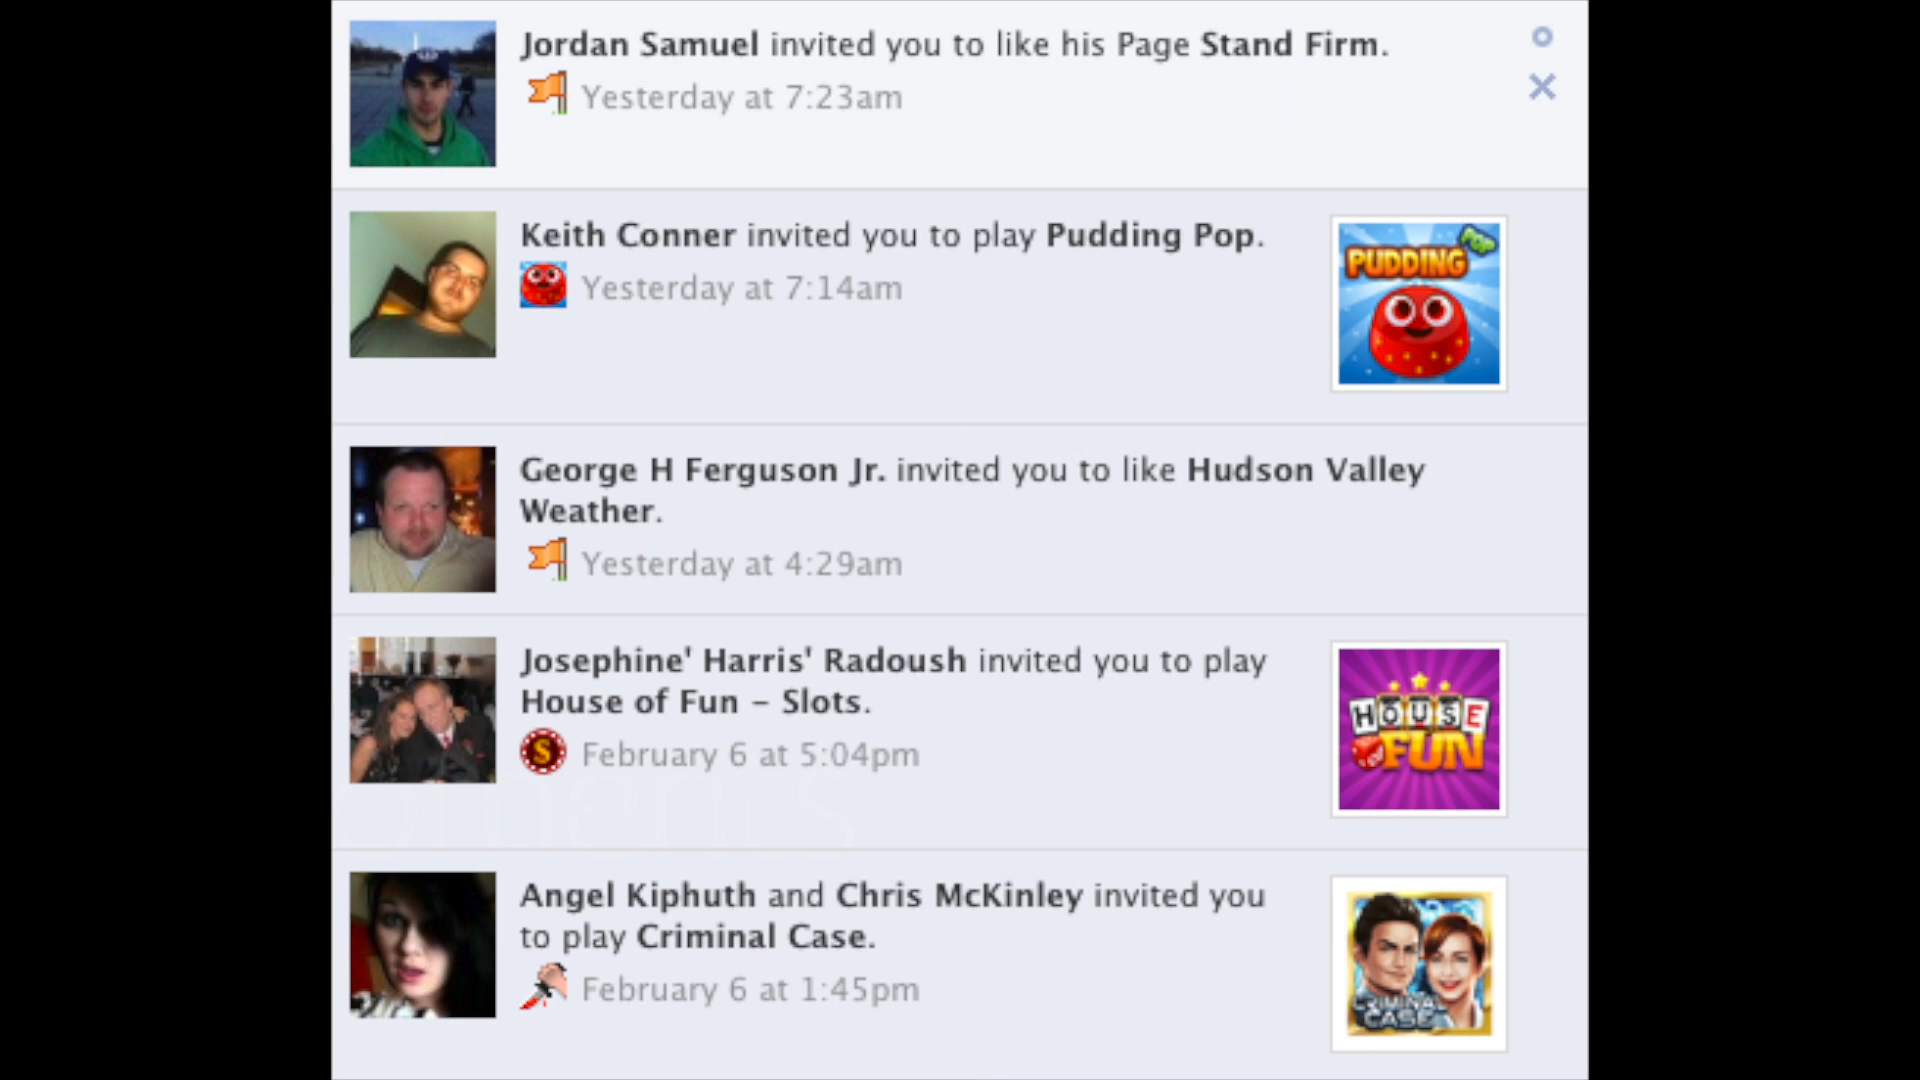 Jordan Samuel invited you to like his Page Stand Firm.
Yesterday at 7:23am
Keith Conner invited you to play Pudding Pop.
Yesterday at 7:14am
PUDDING
POP
George H Ferguson Jr. invited you to like Hudson Valley
Weather.
Yesterday at 4:29am
Josephine' Harris' Radoush invited you to play
House of Fun – Slots.
S
February 6 at 5:04pm
HOUSE
of FUN
Angel Kiphuth and Chris McKinley invited you
to play Criminal Case.
February 6 at 1:45pm
CRIMINAL
CASE